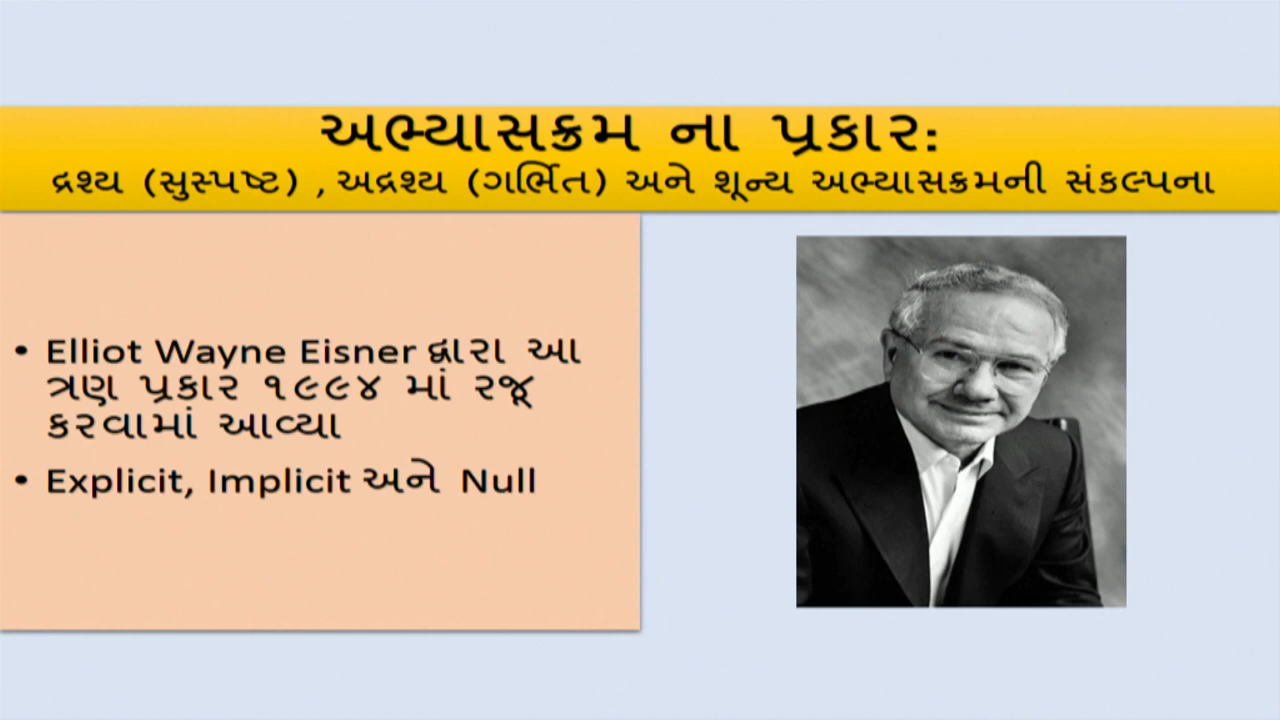 અભ્યાસક્રમ ના પ્રકાર:
દ્રશ્ય (સુસ્પષ્ટ) , અદ્રશ્ય (ગર્ભિત) અને શૂન્ય અભ્યાસક્રમની સંકલ્પના
• Elliot Wayne Eisner દ્વારા આ
ત્રણ પ્રકાર ૧૯૯૪ માં રજૂ
કરવામાં આવ્યા
• Explicit, Implicit અને Null